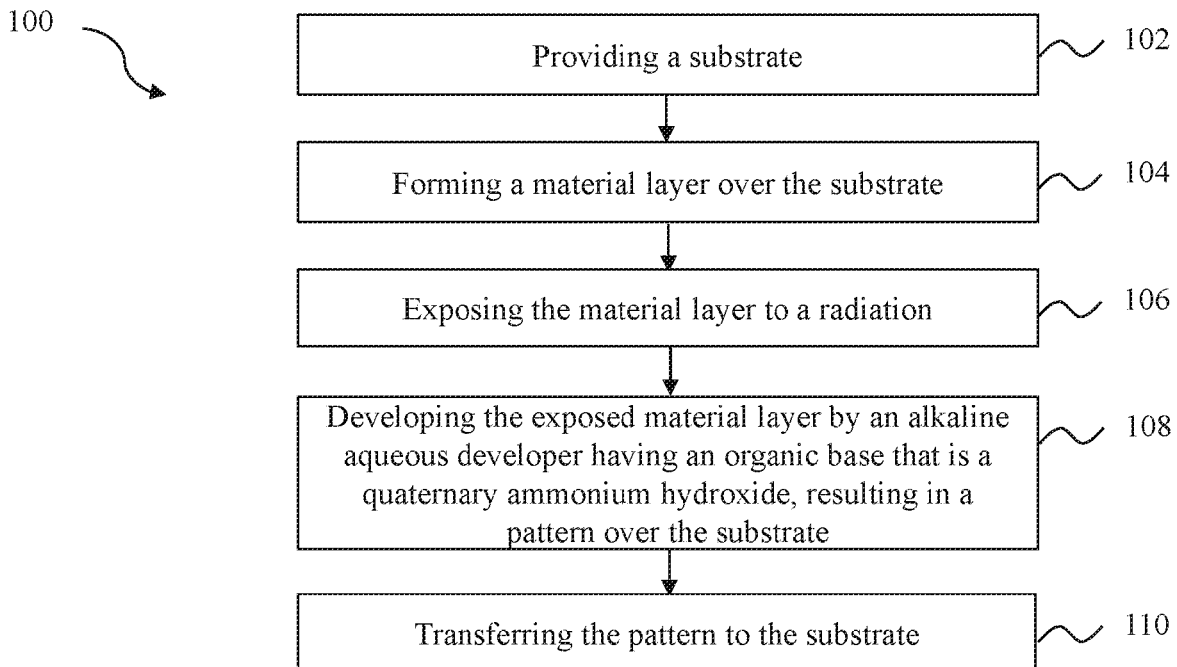 100
Providing a substrate
102
Forming a material layer over the substrate
104
Exposing the material layer to a radiation
106
Developing the exposed material layer by an alkaline
aqueous developer having an organic base that is a
quaternary ammonium hydroxide, resulting in a
pattern over the substrate
108
Transferring the pattern to the substrate
110